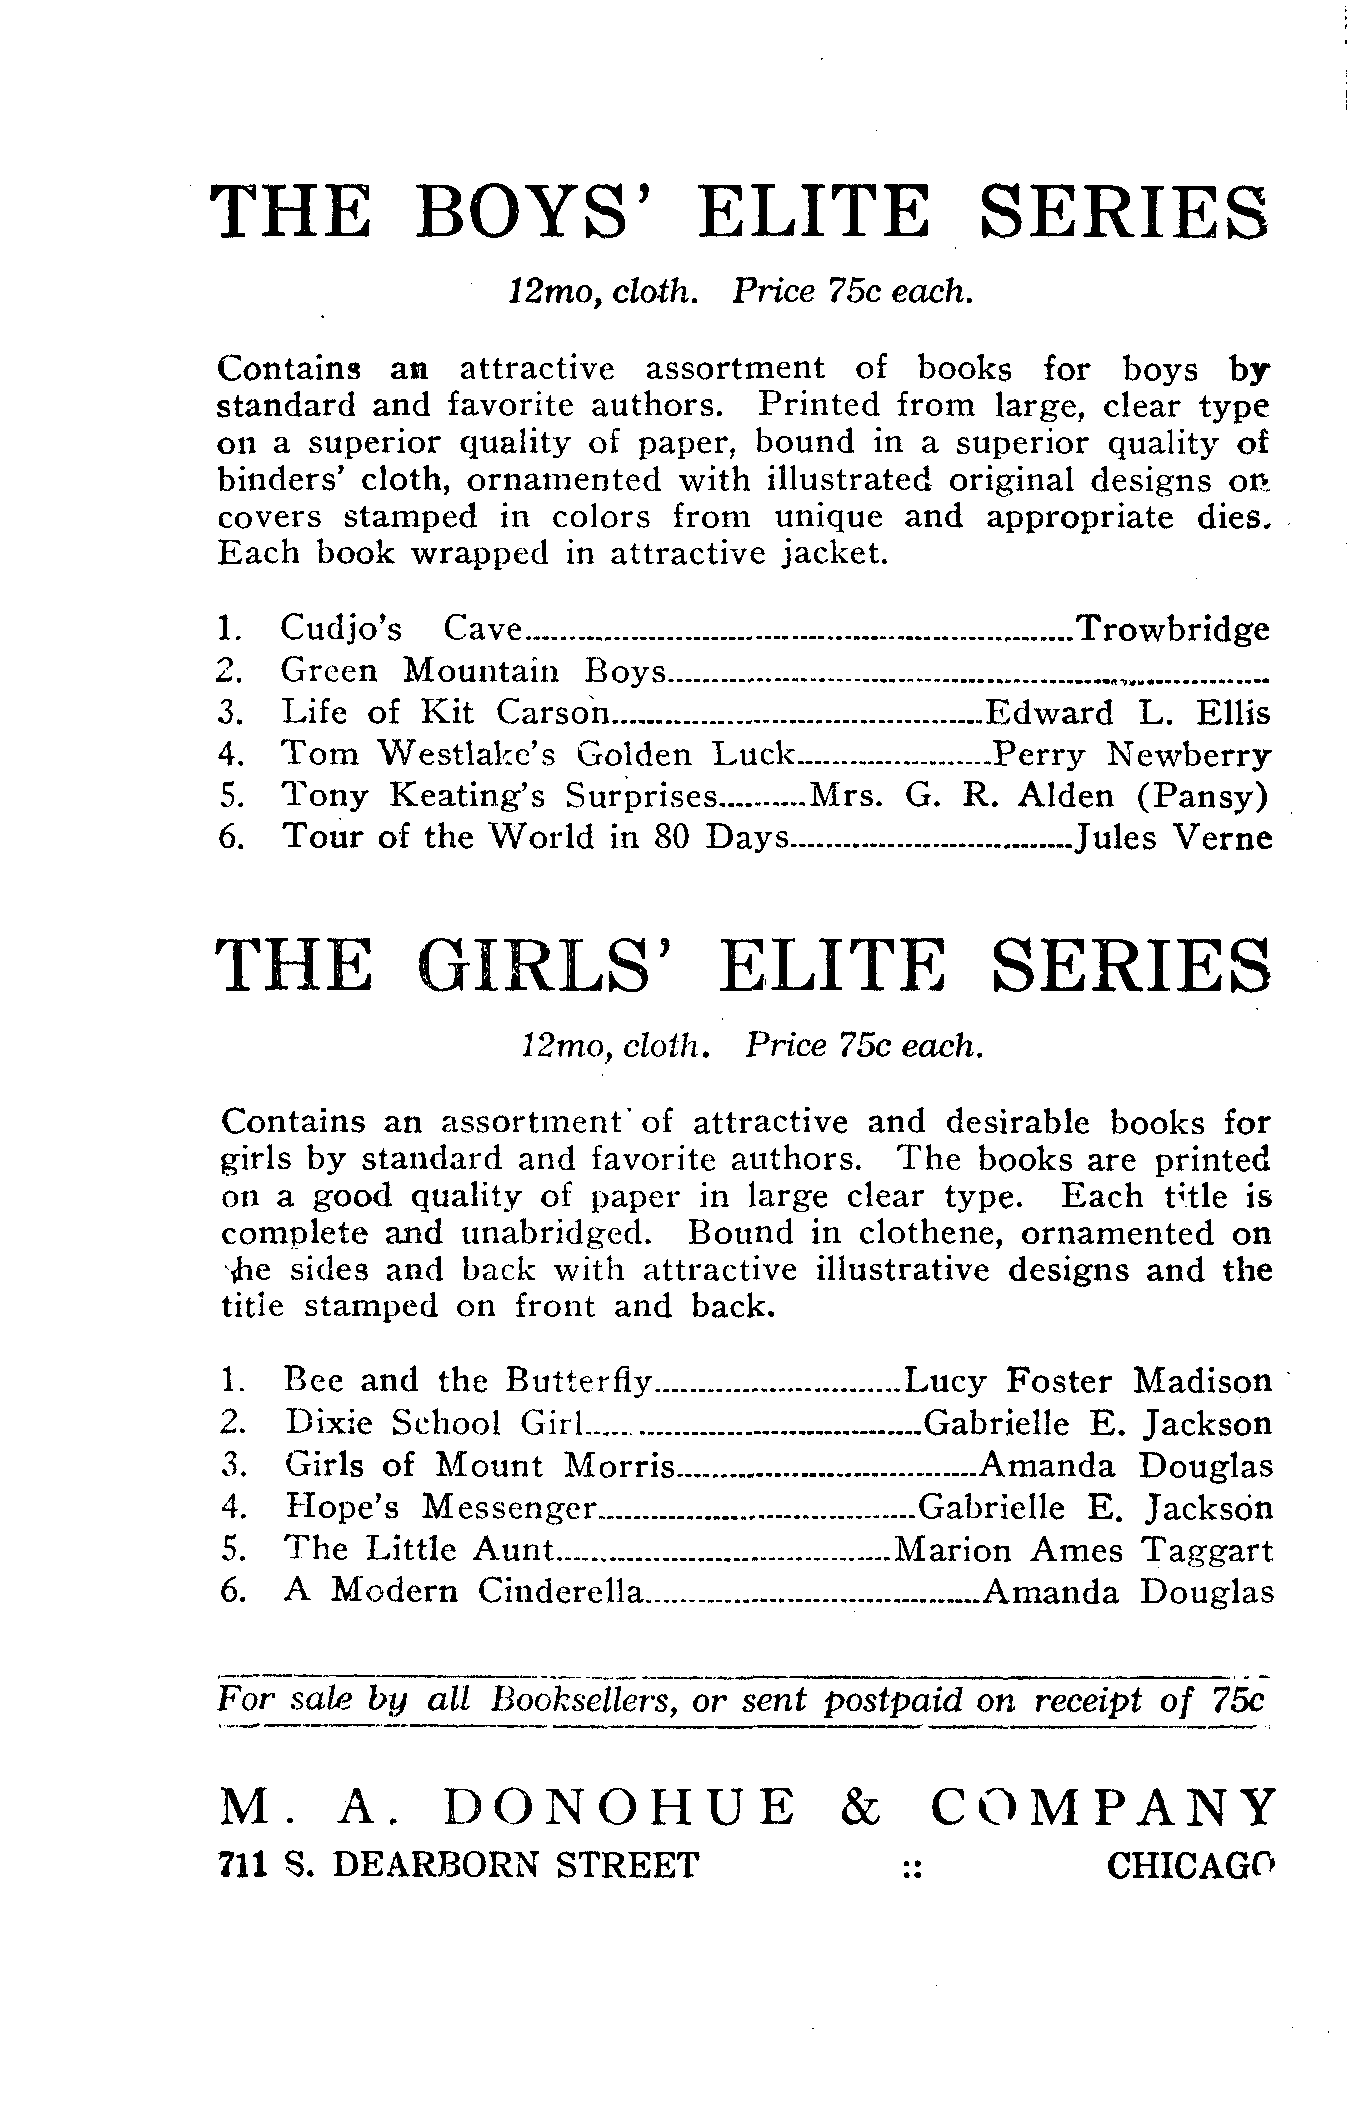 THE BOYS' ELITE SERIES
12mo, cloth. Price 75c each.
Contains an attractive assortment of books for boys by
standard and favorite authors. Printed from large, clear type
on a superior quality of paper, bound in a superior quality of
binders' cloth, ornamented with illustrated original designs on
covers stamped in colors from unique and appropriate dies.
Each book wrapped in attractive jacket.
1. Cudjo's Cave........Trowbridge
2. Green Mountain Boys........
3. Life of Kit Carson........Edward L. Ellis
4. Tom Westlake's Golden Luck........Perry Newberry
5. Tony Keating's Surprises........Mrs. G. R. Alden (Pansy)
6. Tour of the World in 80 Days........Jules Verne
THE GIRLS' ELITE SERIES
12mo, cloth. Price 75c each.
Contains an assortment of attractive and desirable books for
girls by standard and favorite authors. The books are printed
on a good quality of paper in large clear type. Each title is
complete and unabridged. Bound in clothene, ornamented on
the sides and back with attractive illustrative designs and the
title stamped on front and back.
1. Bee and the Butterfly........Lucy Foster Madison
2. Dixie School Girl........Gabrielle E. Jackson
3. Girls of Mount Morris........Amanda Douglas
4. Hope's Messenger........Gabrielle E. Jackson
5. The Little Aunt........Marion Ames Taggart
6. A Modern Cinderella........Amanda Douglas
For sale by all Booksellers, or sent postpaid on receipt of 75c
M. A. DONOHUE & COMPANY
711 S. DEARBORN STREET :: CHICAGO